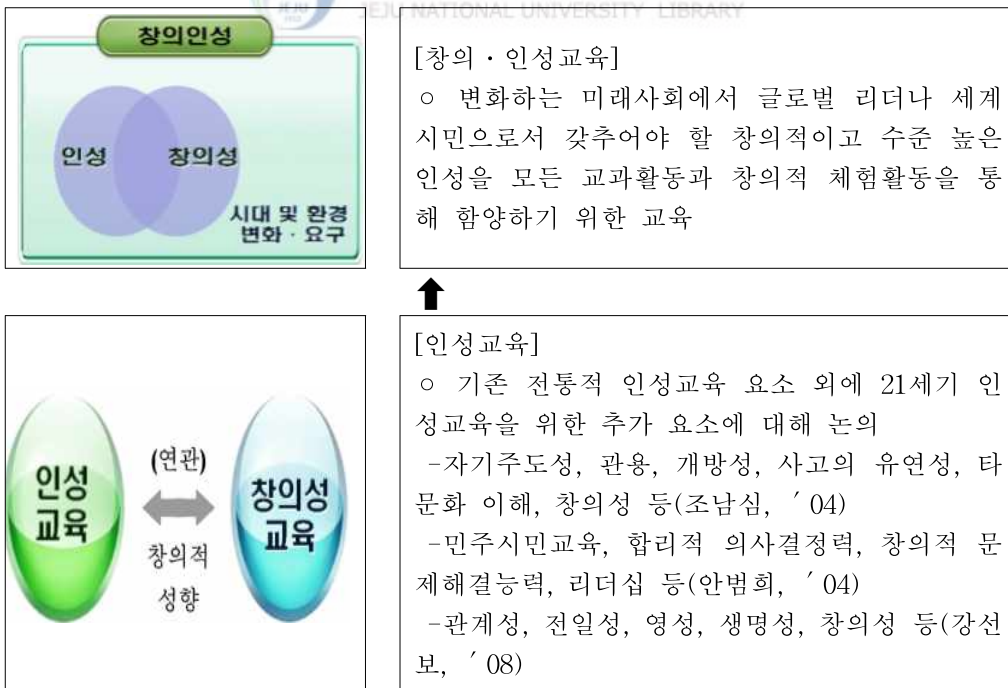 JEJU NATIONAL UNIVERSITY LIBRARY
창의인성
인성
창의성
시대 및 환경
변화 · 요구
[창의 · 인성교육]
○ 변화하는 미래사회에서 글로벌 리더나 세계
시민으로서 갖추어야 할 창의적이고 수준 높은
인성을 모든 교과활동과 창의적 체험활동을 통
해 함양하기 위한 교육
인성
교육
(연관)
창의적
성향
창의성
교육
[인성교육]
○ 기존 전통적 인성교육 요소 외에 21세기 인
성교육을 위한 추가 요소에 대해 논의
-자기주도성, 관용, 개방성, 사고의 유연성, 타
문화 이해, 창의성 등(조남심, ´04)
-민주시민교육, 합리적 의사결정력, 창의적 문
제해결능력, 리더십 등(안범희, ´04)
-관계성, 전일성, 영성, 생명성, 창의성 등(강선
보, ´08)